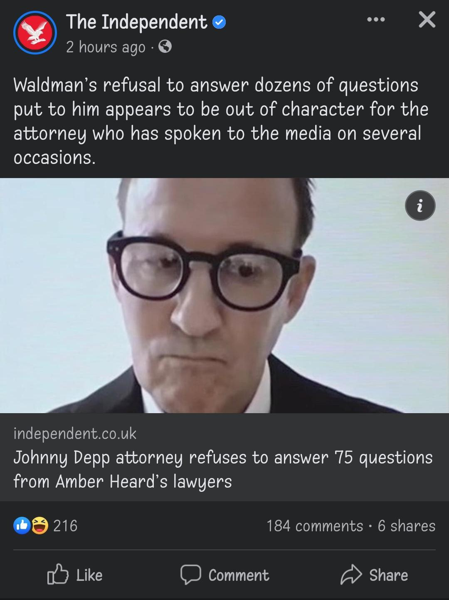 The Independent
2 hours ago ·
Waldman's refusal to answer dozens of questions
put to him appears to be out of character for the
attorney who has spoken to the media on several
occasions.
i
independent.co.uk
Johnny Depp attorney refuses to answer 75 questions
from Amber Heard's lawyers
216
184 comments · 6 shares
Like
Comment
Share